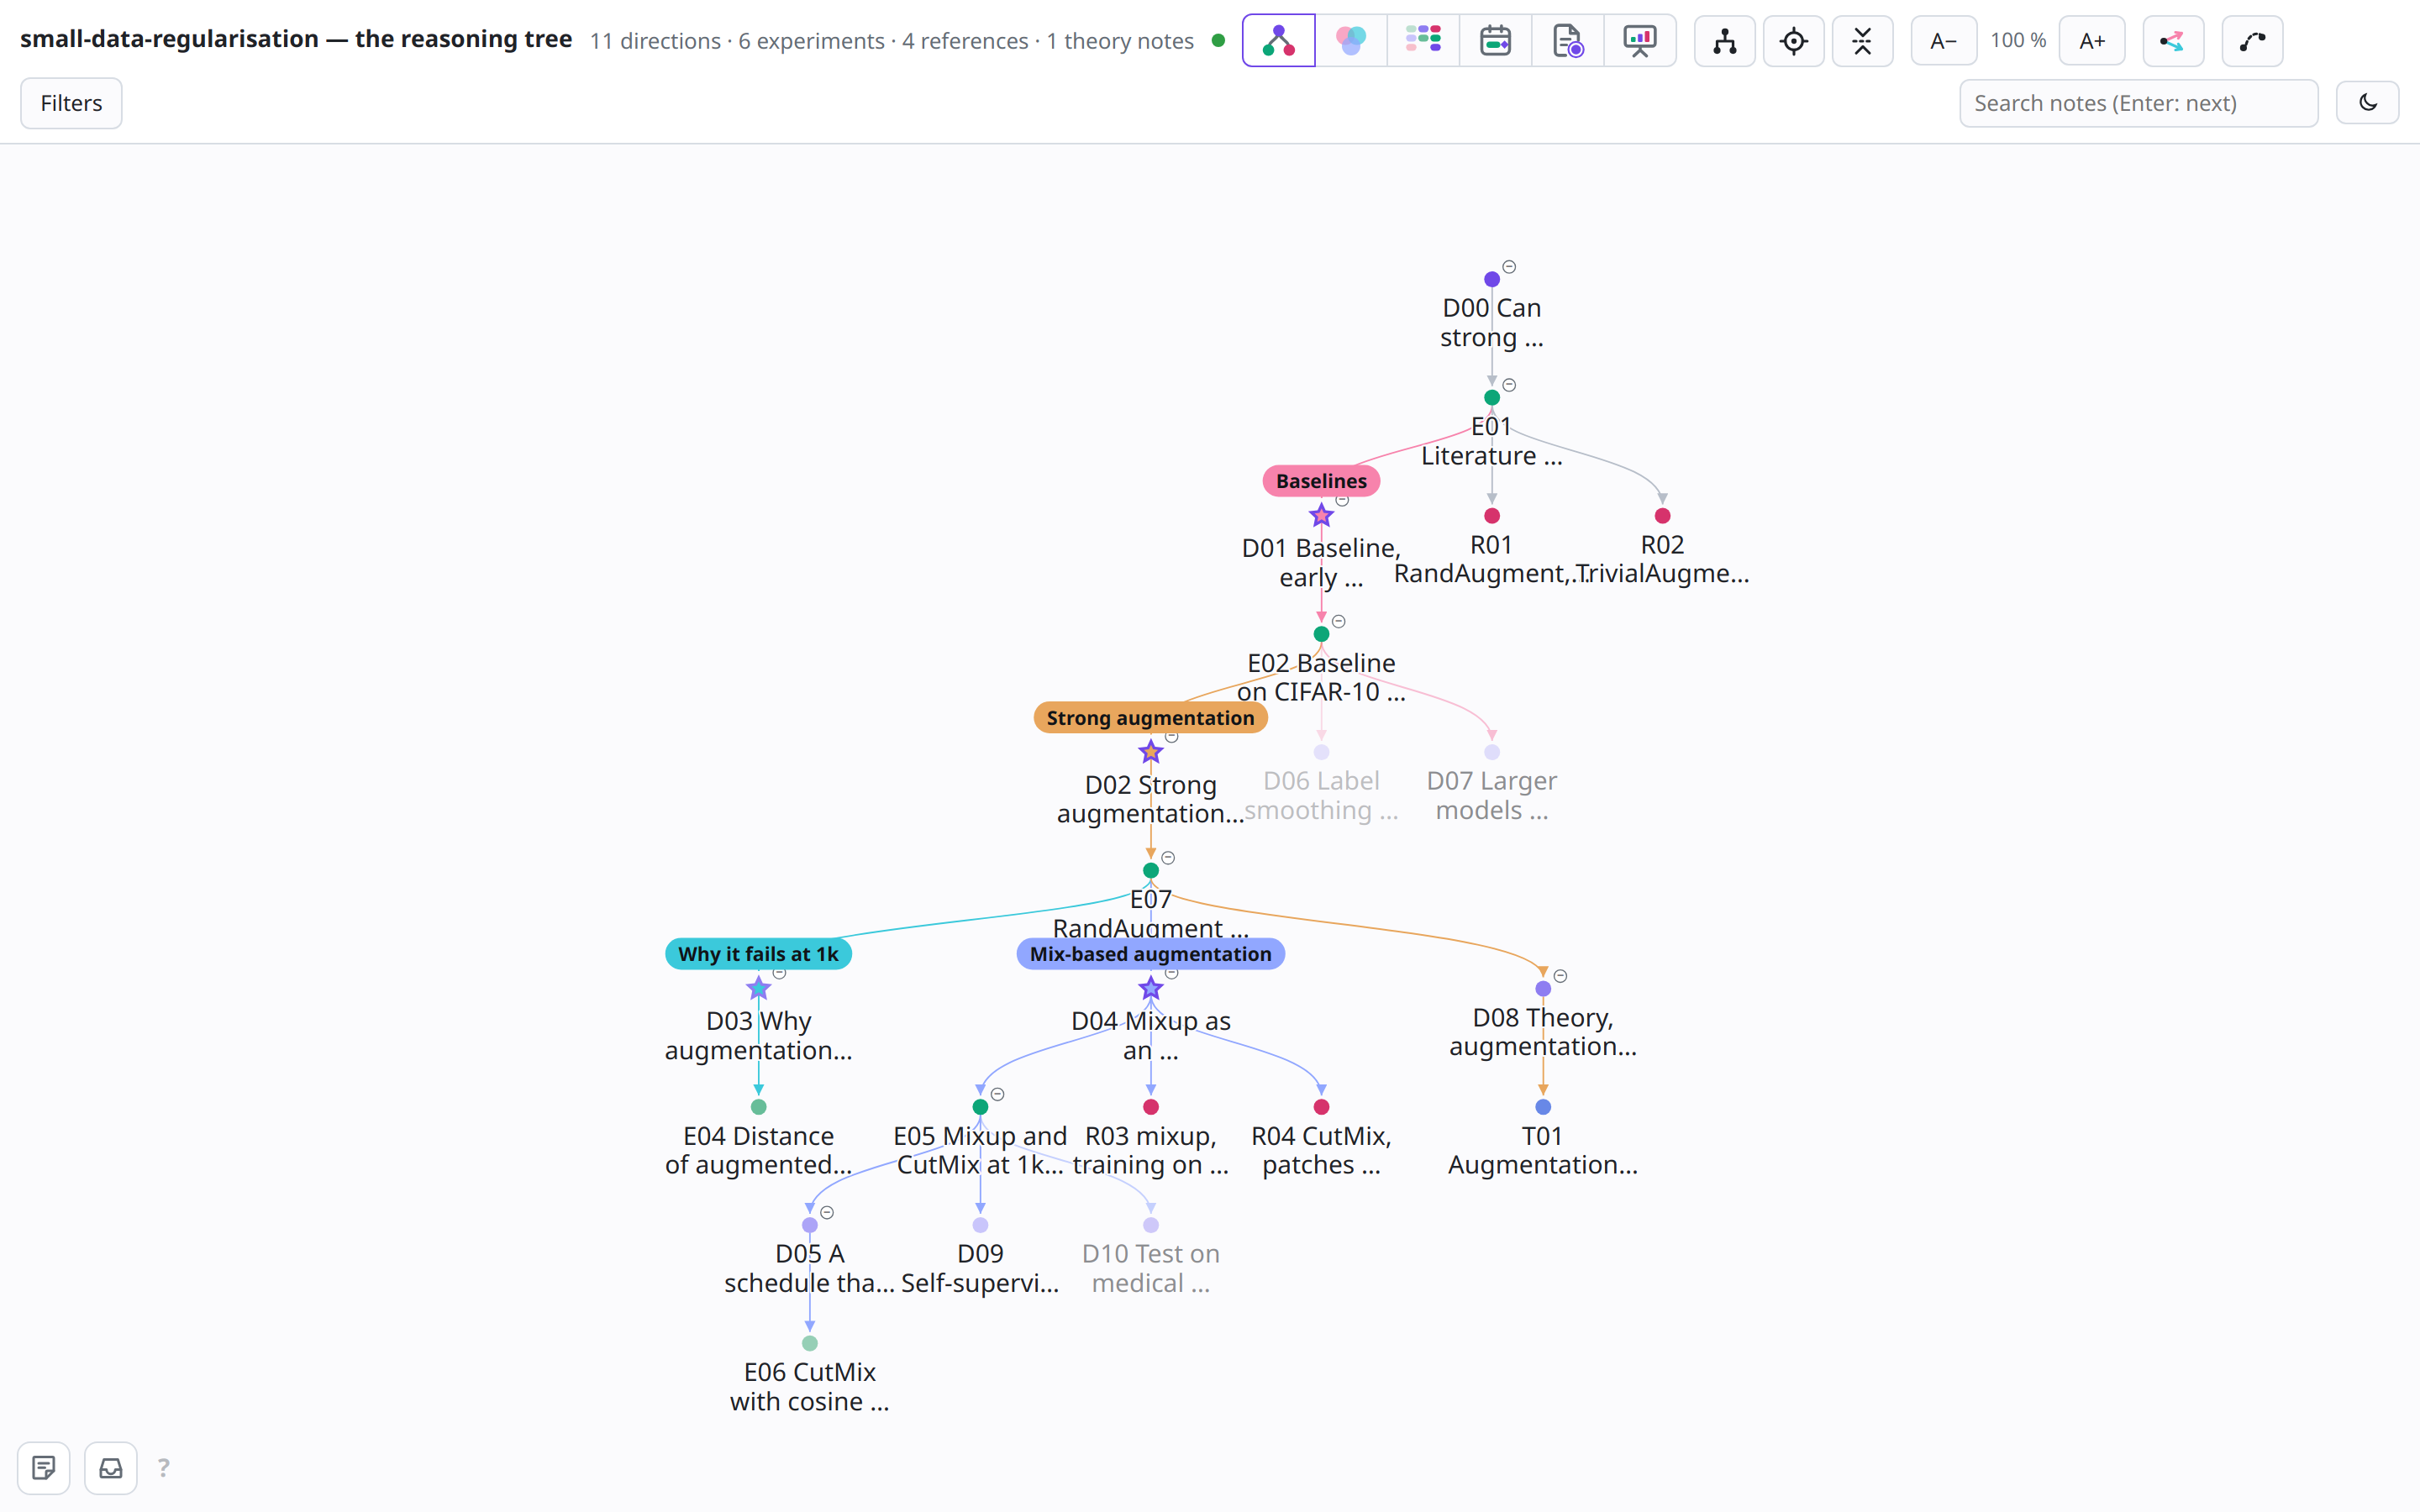 small-data-regularisation — the reasoning tree
11 directions · 6 experiments · 4 references · 1 theory notes
A−
100 %
A+
Filters
Search notes (Enter: next)
D00 Can
strong ...
E01
Literature ...
Baselines
D01 Baseline,
early ...
R01
RandAugment,...
R02
TrivialAugme...
E02 Baseline
on CIFAR-10 ...
Strong augmentation
D02 Strong
augmentation...
D06 Label
smoothing ...
D07 Larger
models ...
E07
RandAugment ...
Why it fails at 1k
Mix-based augmentation
D03 Why
augmentation...
D04 Mixup as
an ...
D08 Theory,
augmentation...
E04 Distance
of augmented...
E05 Mixup and
CutMix at 1k...
R03 mixup,
training on ...
R04 CutMix,
patches ...
T01
Augmentation...
D05 A
schedule tha...
D09
Self-supervi...
D10 Test on
medical ...
E06 CutMix
with cosine ...
?